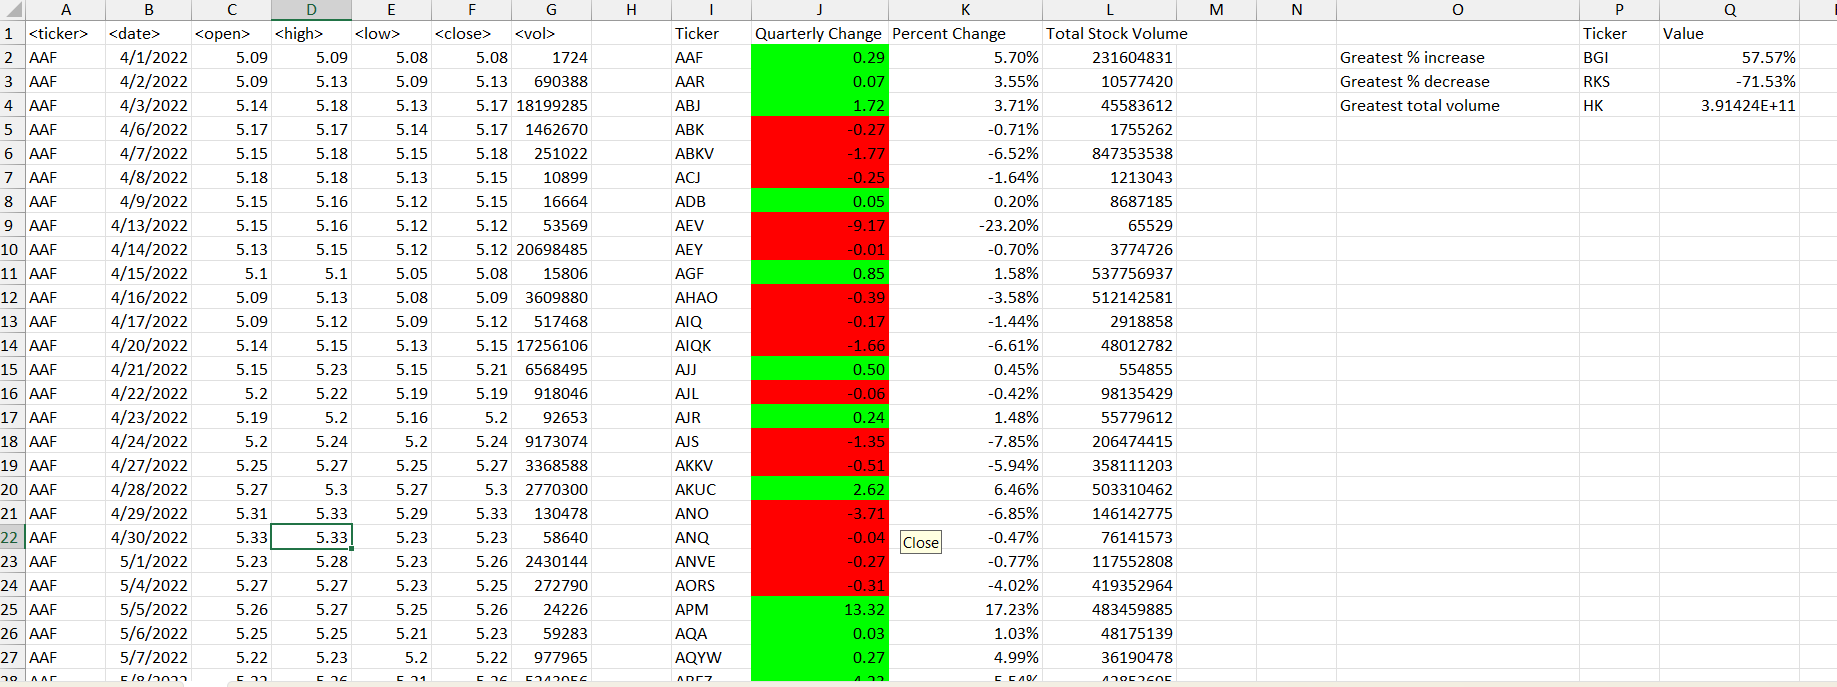 A B C D E F G H I J K L M N O P Q
1 <ticker> <date> <open> <high> <low> <close> <vol> Ticker Quarterly Change Percent Change Total Stock Volume Ticker Value
2 AAF 4/1/2022 5.09 5.09 5.08 5.08 1724 AAF 0.29 5.70% 231604831 Greatest % increase BGI 57.57%
3 AAF 4/2/2022 5.09 5.13 5.09 5.13 690388 AAR 0.07 3.55% 10577420 Greatest % decrease RKS -71.53%
4 AAF 4/3/2022 5.14 5.18 5.13 5.17 18199285 ABJ 1.72 3.71% 45583612 Greatest total volume HK 3.91424E+11
5 AAF 4/6/2022 5.17 5.17 5.14 5.17 1462670 ABK -0.27 -0.71% 1755262
6 AAF 4/7/2022 5.15 5.18 5.15 5.18 251022 ABKV -1.77 -6.52% 847353538
7 AAF 4/8/2022 5.18 5.18 5.13 5.15 10899 ACJ -0.25 -1.64% 1213043
8 AAF 4/9/2022 5.15 5.16 5.12 5.15 16664 ADB 0.05 0.20% 8687185
9 AAF 4/13/2022 5.15 5.16 5.12 5.12 53569 AEV -9.17 -23.20% 65529
10 AAF 4/14/2022 5.13 5.15 5.12 5.12 20698485 AEY -0.01 -0.70% 3774726
11 AAF 4/15/2022 5.1 5.1 5.05 5.08 15806 AGF 0.85 1.58% 537756937
12 AAF 4/16/2022 5.09 5.13 5.08 5.09 3609880 AHAO -0.39 -3.58% 512142581
13 AAF 4/17/2022 5.09 5.12 5.09 5.12 517468 AIQ -0.17 -1.44% 2918858
14 AAF 4/20/2022 5.14 5.15 5.13 5.15 17256106 AIQK -1.66 -6.61% 48012782
15 AAF 4/21/2022 5.15 5.23 5.15 5.21 6568495 AJJ 0.50 0.45% 554855
16 AAF 4/22/2022 5.2 5.22 5.19 5.19 918046 AJL -0.06 -0.42% 98135429
17 AAF 4/23/2022 5.19 5.2 5.16 5.2 92653 AJR 0.24 1.48% 55779612
18 AAF 4/24/2022 5.2 5.24 5.2 5.24 9173074 AJS -1.35 -7.85% 206474415
19 AAF 4/27/2022 5.25 5.27 5.25 5.27 3368588 AKKV -0.51 -5.94% 358111203
20 AAF 4/28/2022 5.27 5.3 5.27 5.3 2770300 AKUC 2.62 6.46% 503310462
21 AAF 4/29/2022 5.31 5.33 5.29 5.33 130478 ANO -3.71 -6.85% 146142775
22 AAF 4/30/2022 5.33 5.33 5.23 5.23 58640 ANQ -0.04 Close -0.47% 76141573
23 AAF 5/1/2022 5.23 5.28 5.23 5.26 2430144 ANVE -0.27 -0.77% 117552808
24 AAF 5/4/2022 5.27 5.27 5.23 5.25 272790 AORS -0.31 -4.02% 419352964
25 AAF 5/5/2022 5.26 5.27 5.25 5.26 24226 APM 13.32 17.23% 483459885
26 AAF 5/6/2022 5.25 5.25 5.21 5.23 59283 AQA 0.03 1.03% 48175139
27 AAF 5/7/2022 5.22 5.23 5.2 5.22 977965 AQYW 0.27 4.99% 36190478
28 AAF 5/8/2022